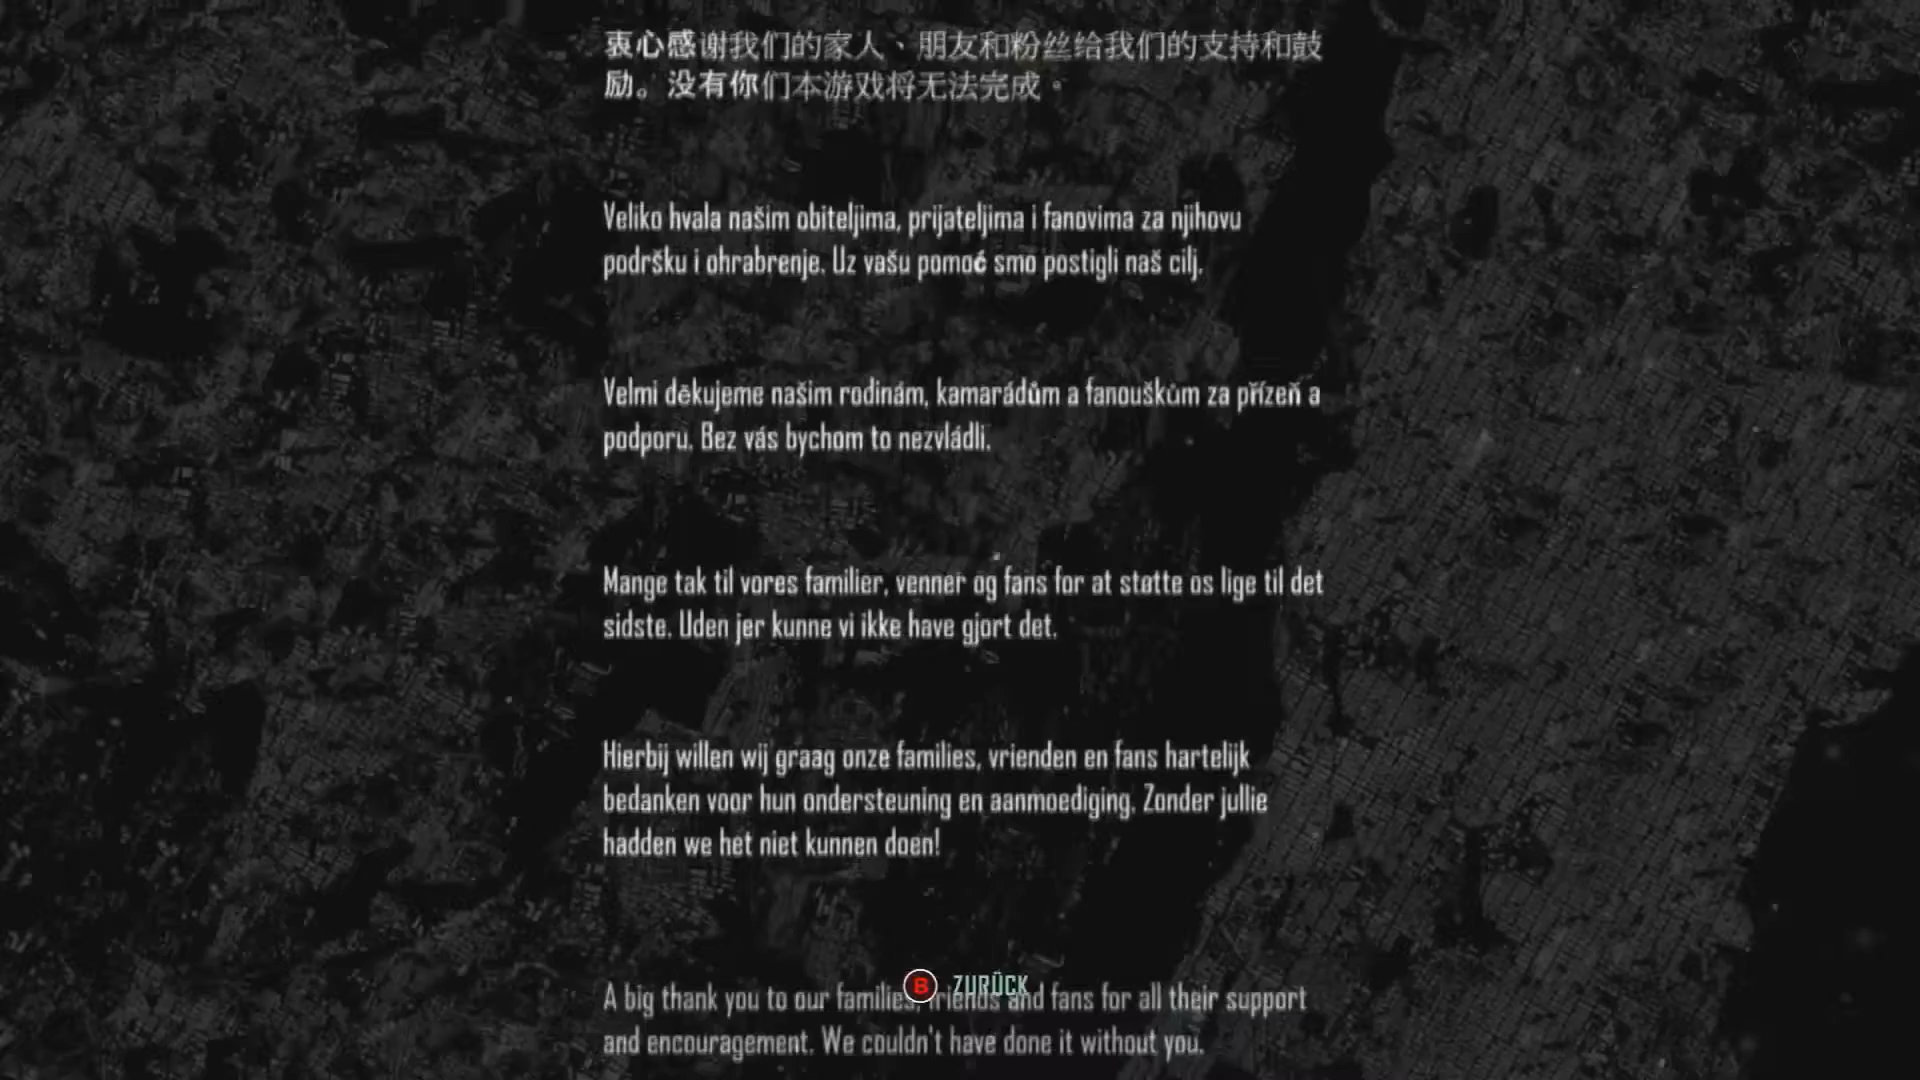 衷心感谢我们的家人、朋友和粉丝给我们的支持和鼓
励。没有你们本游戏将无法完成。
Veliko hvala našim obiteljima, prijateljima i fanovima za njihovu
podršku i ohrabrenje. Uz vašu pomoć smo postigli naš cilj.
Velmi děkujeme našim rodinám, kamarádům a fanouškům za přízeň a
podporu. Bez vás bychom to nezvládli.
Mange tak til vores familier, venner og fans for at støtte os lige til det
sidste. Uden jer kunne vi ikke have gjort det.
Hierbij willen wij graag onze families, vrienden en fans hartelijk
bedanken voor hun ondersteuning en aanmoediging. Zonder jullie
hadden we het niet kunnen doen!
B ZURÜCK
A big thank you to our families, friends and fans for all their support
and encouragement. We couldn't have done it without you.